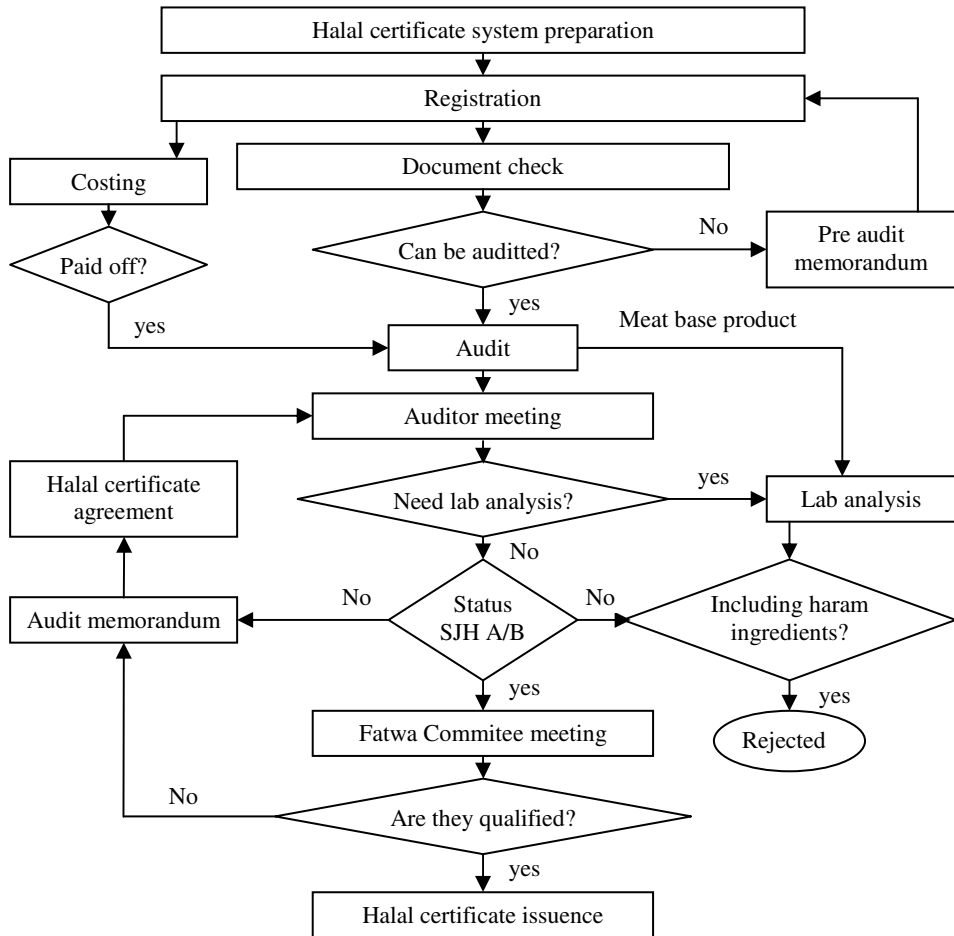 Halal certificate system preparation
Registration
Costing
Document check
Paid off?
Can be auditted?
No
Pre audit
memorandum
yes
yes
Meat base product
Audit
Auditor meeting
Halal certificate
agreement
Need lab analysis?
yes
Lab analysis
No
Audit memorandum
No
Status
SJH A/B
No
Including haram
ingredients?
yes
yes
Fatwa Commitee meeting
Rejected
No
Are they qualified?
yes
Halal certificate issuence